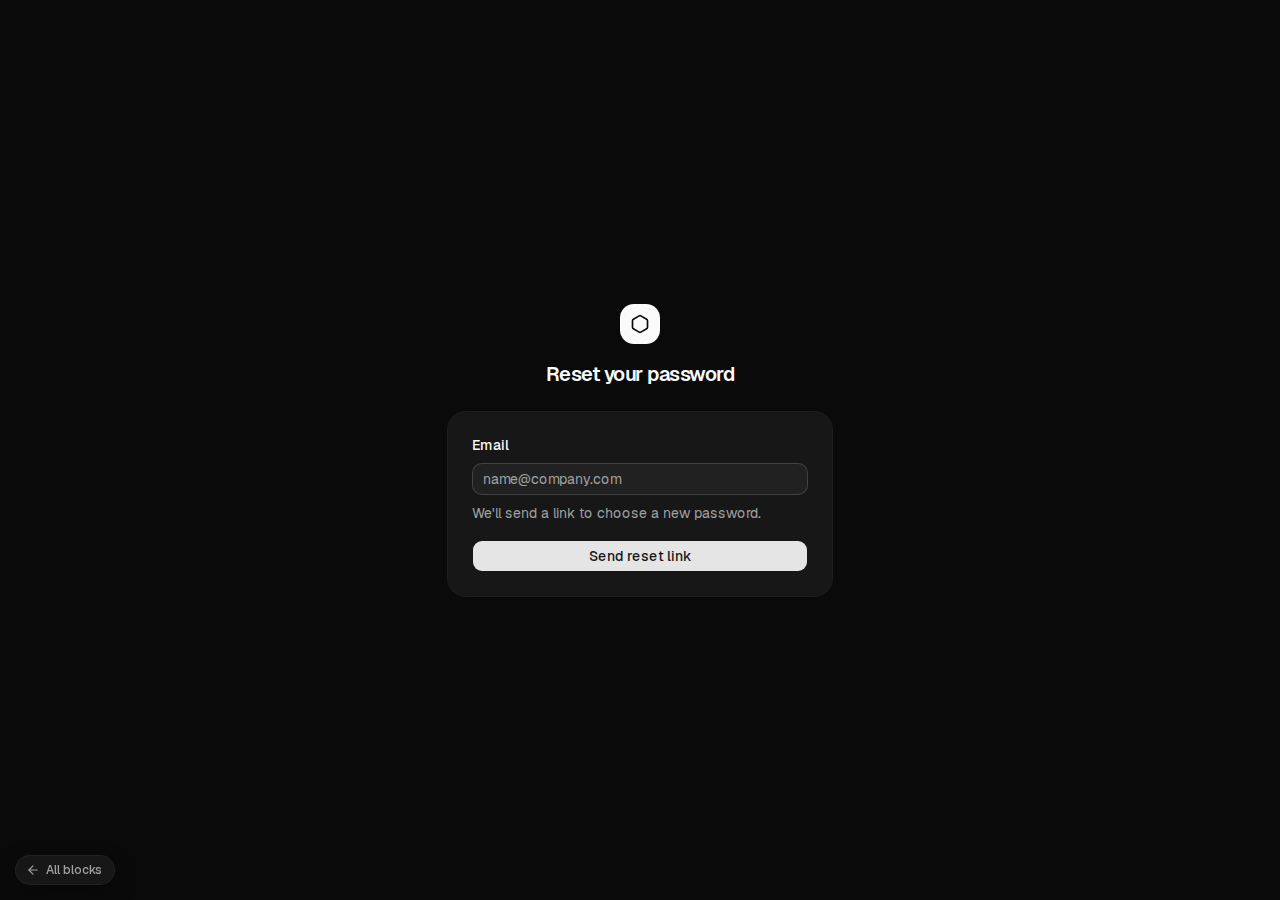 Reset your password
Email
name@company.com
We'll send a link to choose a new password.
Send reset link
All blocks